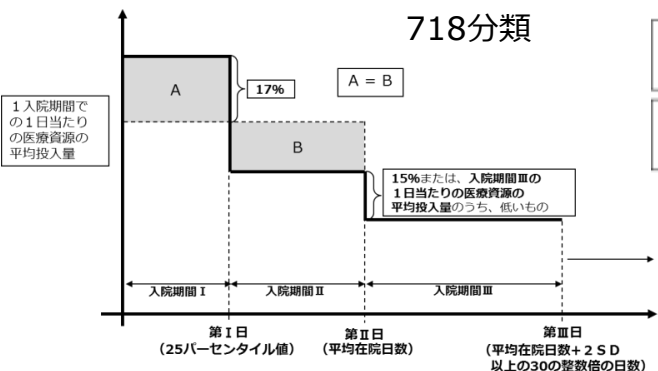 718分類
A
17%
A = B
1入院期間で
の1日当たり
の医療資源の
平均投入量
B
15%または、入院期間Ⅲの
1日当たりの医療資源の
平均投入量のうち、低いもの
入院期間Ⅰ
入院期間Ⅱ
入院期間Ⅲ
第Ⅰ日
(25パーセンタイル値)
第Ⅱ日
(平均在院日数)
第Ⅲ日
(平均在院日数+2SD
以上の30の整数倍の日数)